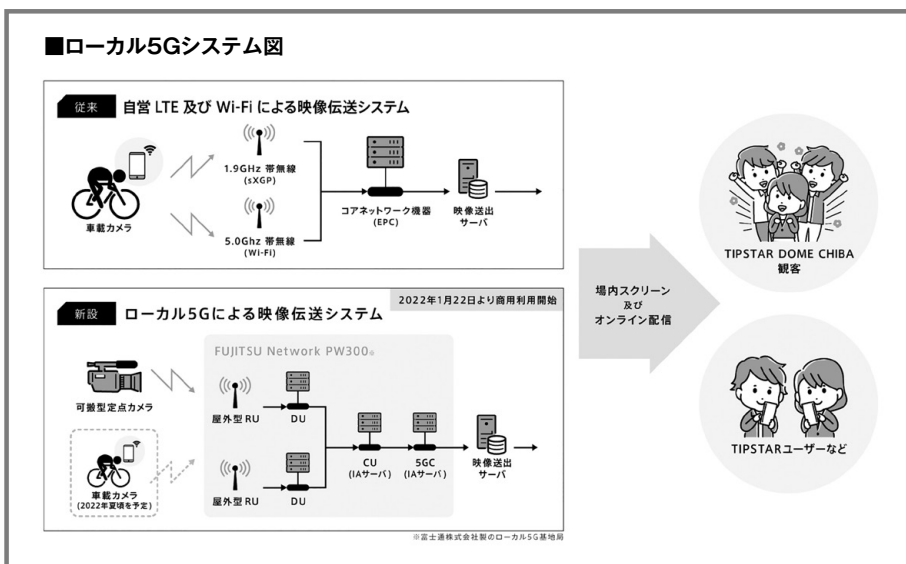 ■ローカル5Gシステム図
従来
自営 LTE 及び Wi-Fi による映像伝送システム
車載カメラ
1.9GHz 帯無線
(sXGP)
5.0Ghz 帯無線
(Wi-Fi)
コアネットワーク機器
(EPC)
映像送出
サーバ
2022年1月22日より商用利用開始
新設
ローカル5Gによる映像伝送システム
FUJITSU Network PW300※
可搬型定点カメラ
車載カメラ
(2022年夏頃を予定)
屋外型 RU
DU
屋外型 RU
DU
CU
(IAサーバ)
5GC
(IAサーバ)
映像送出
サーバ
※富士通株式会社製のローカル5G基地局
場内スクリーン
及び
オンライン配信
TIPSTAR DOME CHIBA
観客
TIPSTARユーザーなど